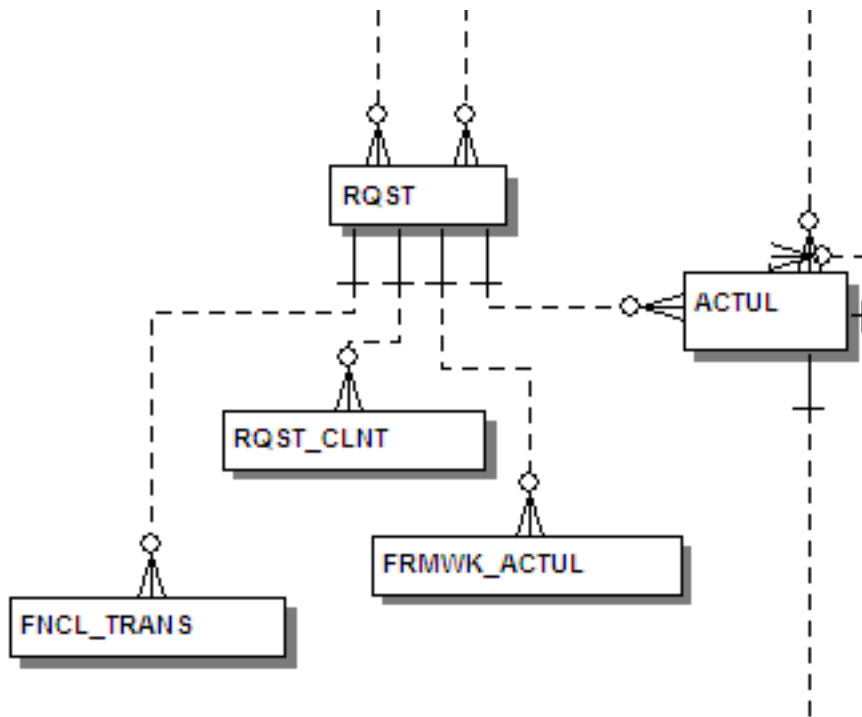 RQST
ACTUL
RQST_CLNT
FRMWK_ACTUL
FNCL_TRANS